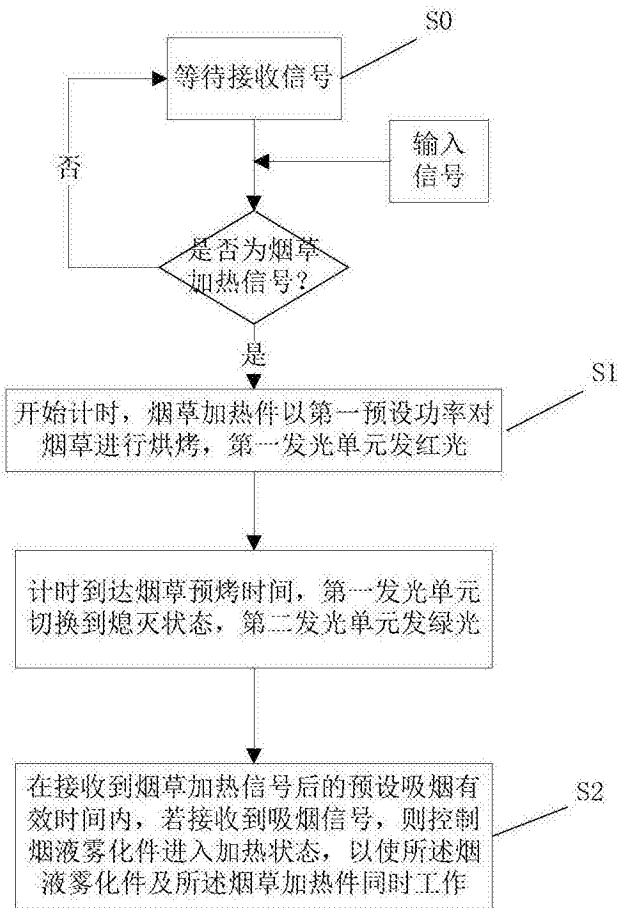 S0
等待接收信号
输入
信号
否
是否为烟草
加热信号？
是
S1
开始计时，烟草加热件以第一预设功率对
烟草进行烘烤，第一发光单元发红光
计时到达烟草预烤时间，第一发光单元
切换到熄灭状态，第二发光单元发绿光
S2
在接收到烟草加热信号后的预设吸烟有
效时间内，若接收到吸烟信号，则控制
烟液雾化件进入加热状态，以使所述烟
液雾化件及所述烟草加热件同时工作